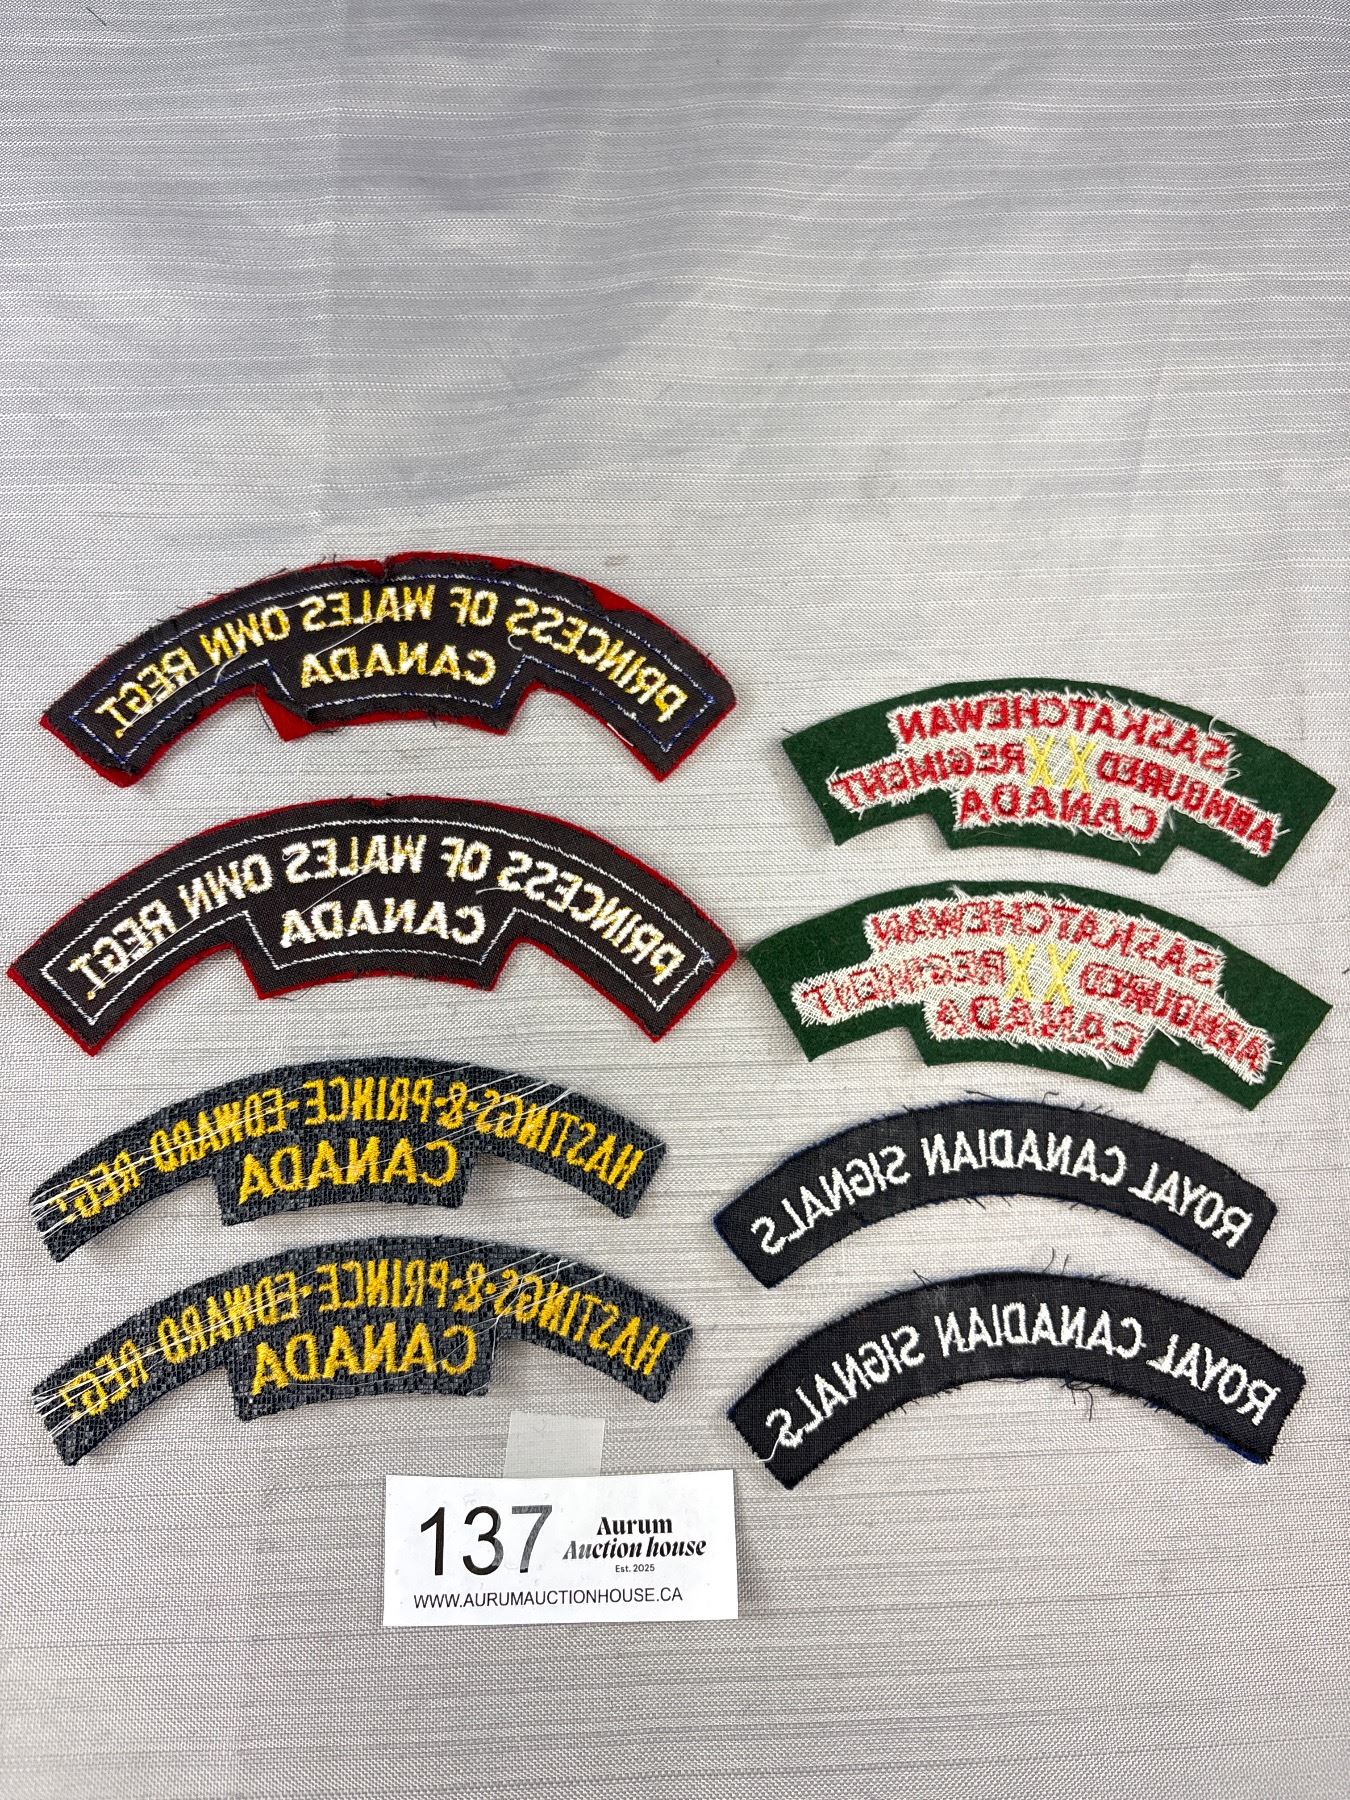 PRINCESS OF WALES OWN REGT.
CANADA
PRINCESS OF WALES OWN REGT.
CANADA
HASTINGS-&-PRINCE-EDWARD-REGT.
CANADA
HASTINGS-&-PRINCE-EDWARD-REGT.
CANADA
SASKATCHEWAN
ARMOURED XX REGIMENT
CANADA
SASKATCHEWAN
ARMOURED XX REGIMENT
CANADA
ROYAL CANADIAN SIGNALS
ROYAL CANADIAN SIGNALS
137
Aurum
Auction house
Est. 2025
WWW.AURUMAUCTIONHOUSE.CA